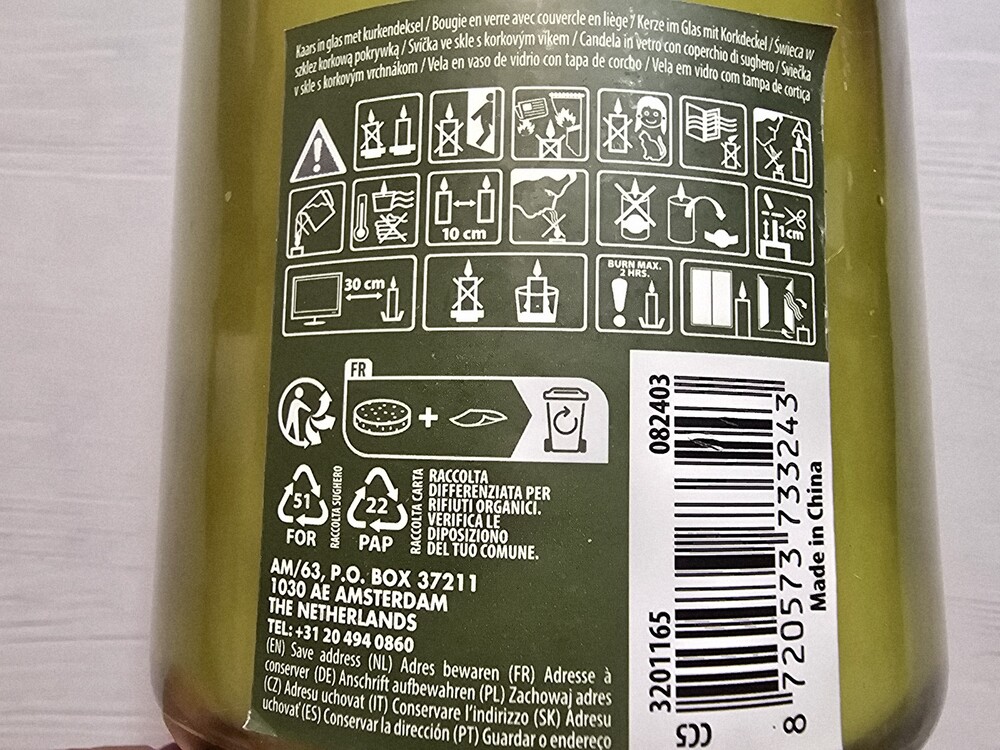 Kaars in glas met kurkendeksel / Bougie en verre avec couvercle en liège / Kerze im Glas mit Korkdeckel / Świeca w
szklez korkową pokrywką / Svíčka ve skle s korkovým víkem / Candela in vetro con coperchio di sughero / Sviečka
v skle s korkovým vrchnákom / Vela en vaso de vidrio con tapa de corcho / Vela em vidro com tampa de cortiça
10 cm
1cm
30 cm
BURN MAX.
2 HRS.
FR
51
FOR
RACCOLTA SUGHERO
22
PAP
RACCOLTA CARTA
RACCOLTA
DIFFERENZIATA PER
RIFIUTI ORGANICI.
VERIFICA LE
DIPOSIZIONO
DEL TUO COMUNE.
AM/63, P.O. BOX 37211
1030 AE AMSTERDAM
THE NETHERLANDS
TEL: +31 20 494 0860
(EN) Save address (NL) Adres bewaren (FR) Adresse à
conserver (DE) Anschrift aufbewahren (PL) Zachowaj adres
(CZ) Adresu uchovat (IT) Conservare l'indirizzo (SK) Adresu
uchovať (ES) Conservar la dirección (PT) Guardar o endereço
082403
3201165
CC5
8 720573 733243
Made in China